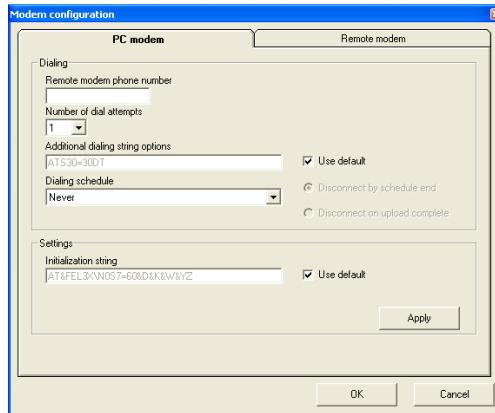 Modem configuration
PC modem
Remote modem
Dialing
Remote modem phone number
Number of dial attempts
1
Additional dialing string options
ATS30=30DT
Use default
Dialing schedule
Never
Disconnect by schedule end
Disconnect on upload complete
Settings
Initialization string
AT&FEL3X\N0S7=60&D&K&W&YZ
Use default
Apply
OK
Cancel